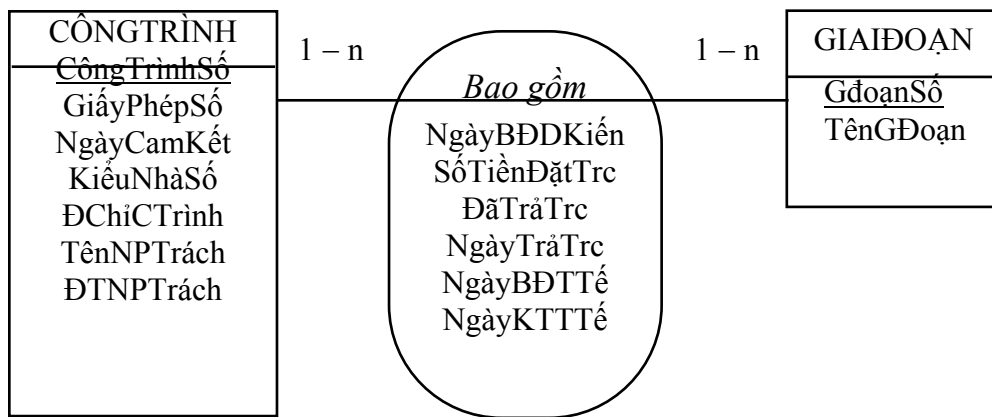 CÔNGTRÌNH
CôngTrìnhSố
GiấyPhépSố
NgàyCamKết
KiểuNhàSố
ĐChỉCTrình
TênNPTrách
ĐTNPTrách
1 – n
Bao gồm
NgàyBĐDKiến
SốTiềnĐặtTrc
ĐãTrảTrc
NgàyTrảTrc
NgàyBĐTTế
NgàyKTTTế
1 – n
GIAIĐOẠN
GđoạnSố
TênGĐoạn